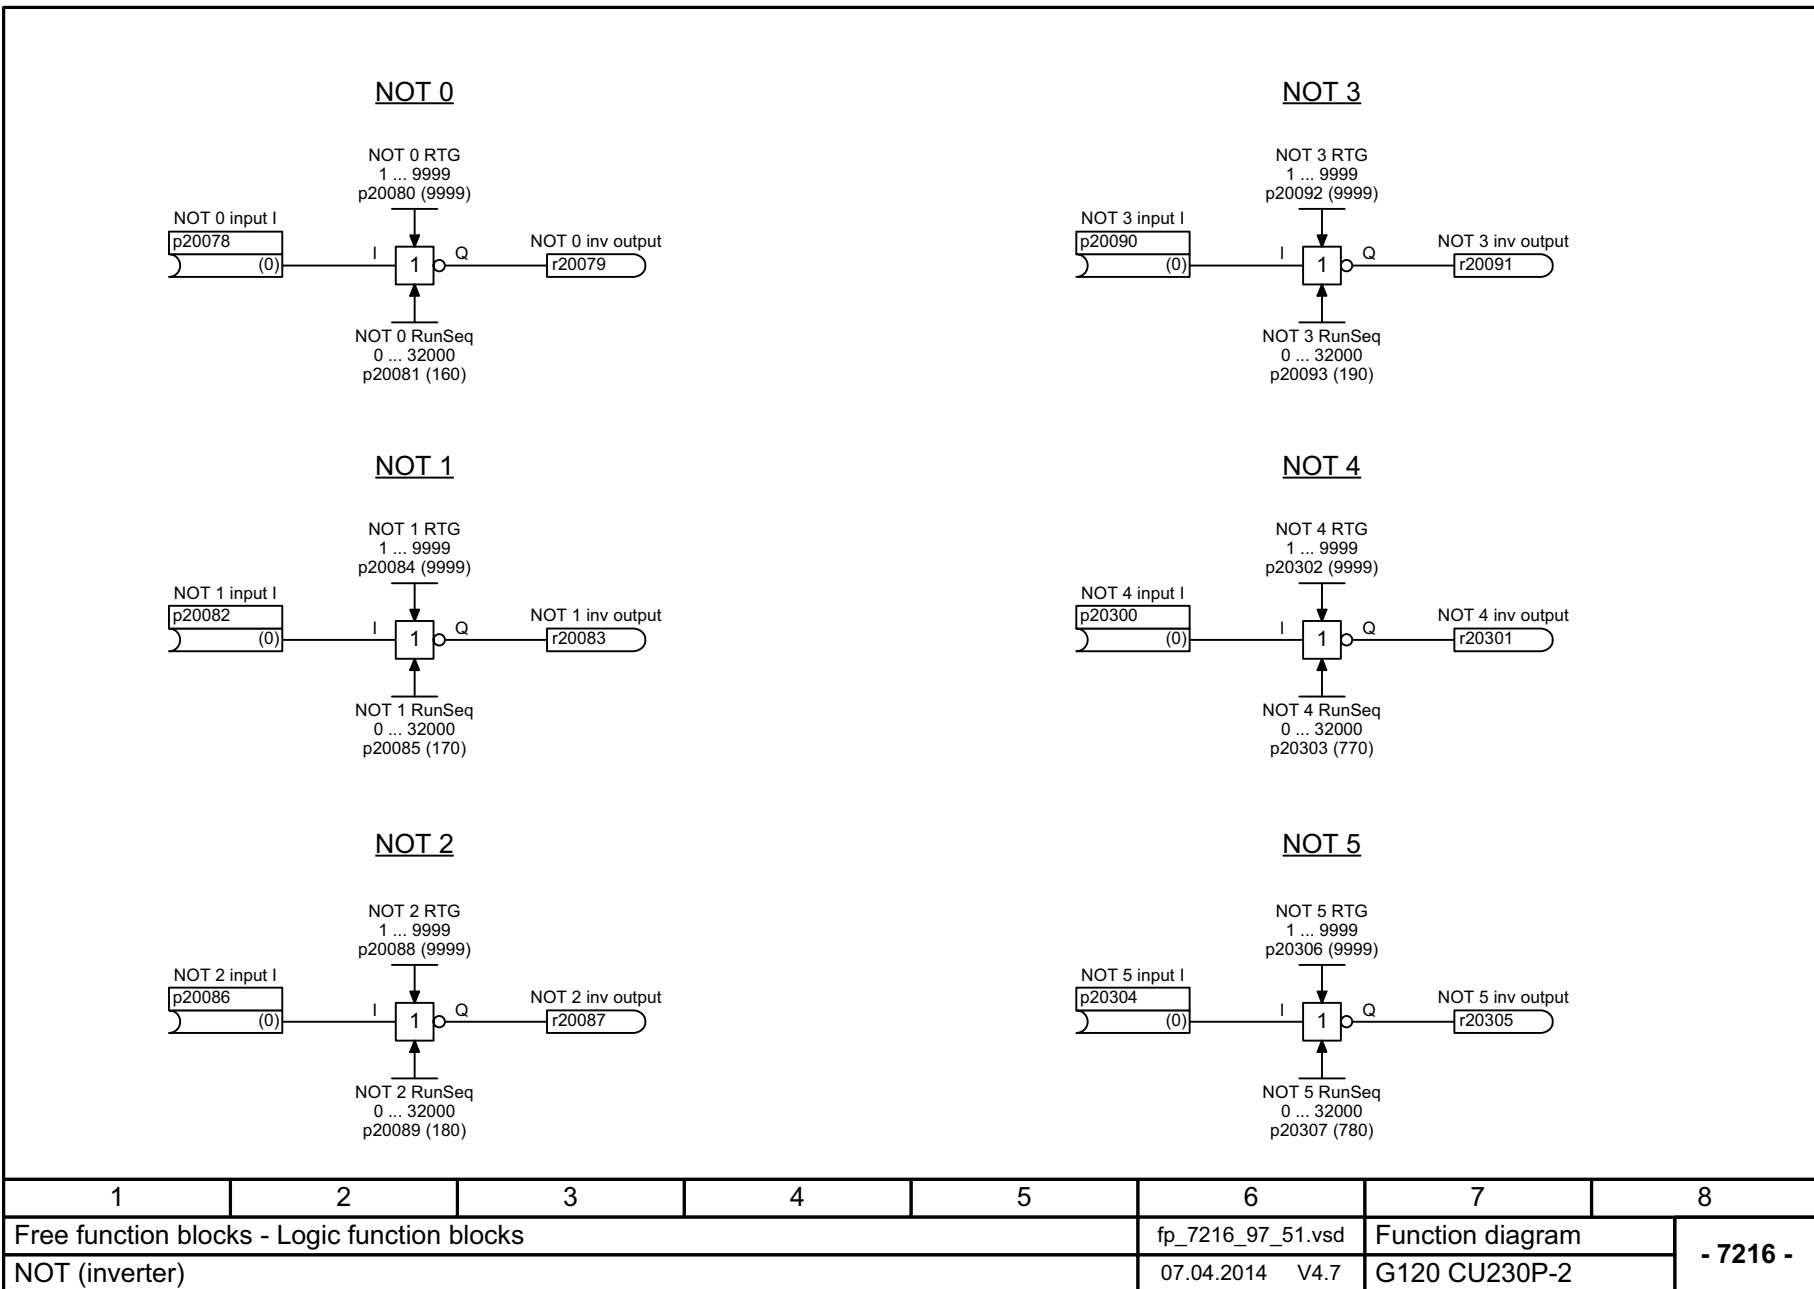 NOT 0
NOT 0 RTG
1 ... 9999
p20080 (9999)
NOT 0 input I
p20078
(0)
I
1
Q
NOT 0 inv output
r20079
NOT 0 RunSeq
0 ... 32000
p20081 (160)
NOT 3
NOT 3 RTG
1 ... 9999
p20092 (9999)
NOT 3 input I
p20090
(0)
I
1
Q
NOT 3 inv output
r20091
NOT 3 RunSeq
0 ... 32000
p20093 (190)
NOT 1
NOT 1 RTG
1 ... 9999
p20084 (9999)
NOT 1 input I
p20082
(0)
I
1
Q
NOT 1 inv output
r20083
NOT 1 RunSeq
0 ... 32000
p20085 (170)
NOT 4
NOT 4 RTG
1 ... 9999
p20302 (9999)
NOT 4 input I
p20300
(0)
I
1
Q
NOT 4 inv output
r20301
NOT 4 RunSeq
0 ... 32000
p20303 (770)
NOT 2
NOT 2 RTG
1 ... 9999
p20088 (9999)
NOT 2 input I
p20086
(0)
I
1
Q
NOT 2 inv output
r20087
NOT 2 RunSeq
0 ... 32000
p20089 (180)
NOT 5
NOT 5 RTG
1 ... 9999
p20306 (9999)
NOT 5 input I
p20304
(0)
I
1
Q
NOT 5 inv output
r20305
NOT 5 RunSeq
0 ... 32000
p20307 (780)
1 2 3 4 5 6 7 8
Free function blocks - Logic function blocks fp_7216_97_51.vsd Function diagram
- 7216 -
NOT (inverter) 07.04.2014 V4.7 G120 CU230P-2